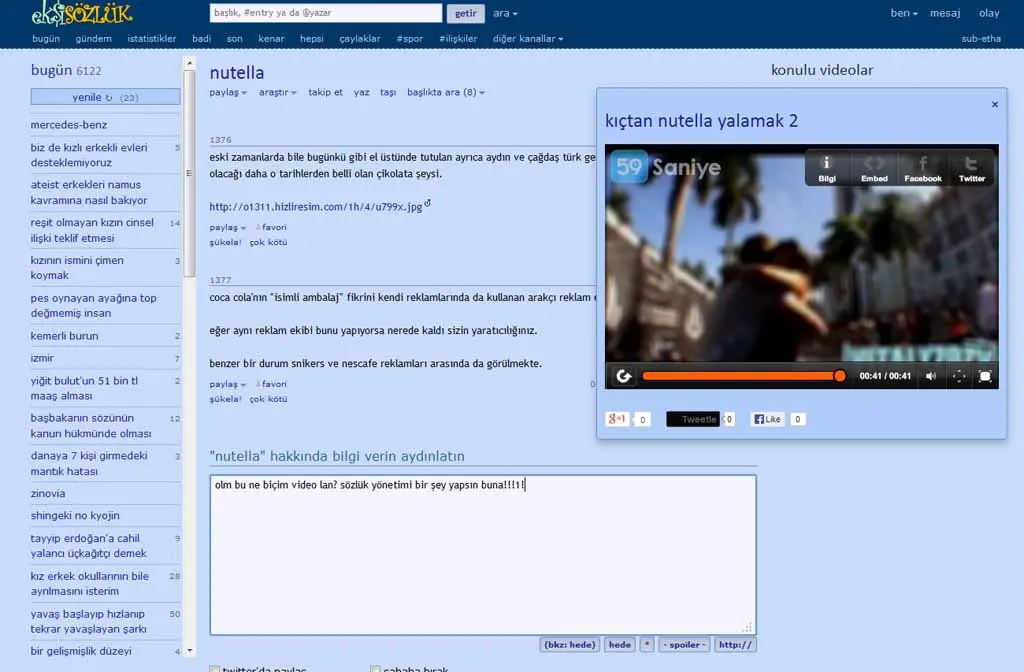 ekşi SÖZLÜK
başlık, #entry ya da @yazar
getir
ara
ben
mesaj
olay
bugün
gündem
istatistikler
badi
son
kenar
hepsi
çaylaklar
#spor
#ilişkiler
diğer kanallar
sub-etha
bugün 6122
yenile (23)
mercedes-benz
biz de kızlı erkekli evleri 5
desteklemiyoruz
ateist erkekleri namus
kavramına nasıl bakıyor
reşit olmayan kızın cinsel 14
ilişki teklif etmesi
kızının ismini çimen 3
koymak
pes oynayan ayağına top
değmemiş insan
kemerli burun 2
izmir 7
yiğit bulut'un 51 bin tl 2
maaş alması
başbakanın sözünün 12
kanun hükmünde olması
danaya 7 kişi girmedeki 3
mantık hatası
zinovia
shingeki no kyojin
tayyip erdoğan'a cahil 9
yalancı üçkağıtçı demek
kız erkek okullarının bile 28
ayrılmasını isterim
yavaş başlayıp hızlanıp 50
tekrar yavaşlayan şarkı
bir gelişmişlik düzeyi 4
nutella
paylaş
araştır
takip et
yaz
taşı
başlıkta ara (8)
1376
eski zamanlarda bile bugünkü gibi el üstünde tutulan ayrıca aydın ve çağdaş türk ge
olacağı daha o tarihlerden belli olan çikolata şeysi.
http://o1311.hizliresim.com/1h/4/u799x.jpg
paylaş
favori
şükela!
çok kötü
1377
coca cola'nın "isimli ambalaj" fikrini kendi reklamlarında da kullanan arakçı reklam e
eğer aynı reklam ekibi bunu yapıyorsa nerede kaldı sizin yaratıcılığınız.
benzer bir durum snikers ve nescafe reklamları arasında da görülmekte.
paylaş
favori
0
şükela!
çok kötü
"nutella" hakkında bilgi verin aydınlatın
olm bu ne biçim video lan? sözlük yönetimi bir şey yapsın buna!!!1!
(bkz: hede)
hede
*
- spoiler -
http://
twitter'da paylaş
sabaha bırak
konulu videolar
×
kıçtan nutella yalamak 2
59 Saniye
i
Bilgi
Embed
Facebook
Twitter
00:41 / 00:41
+1
0
Tweetle
0
Like
0